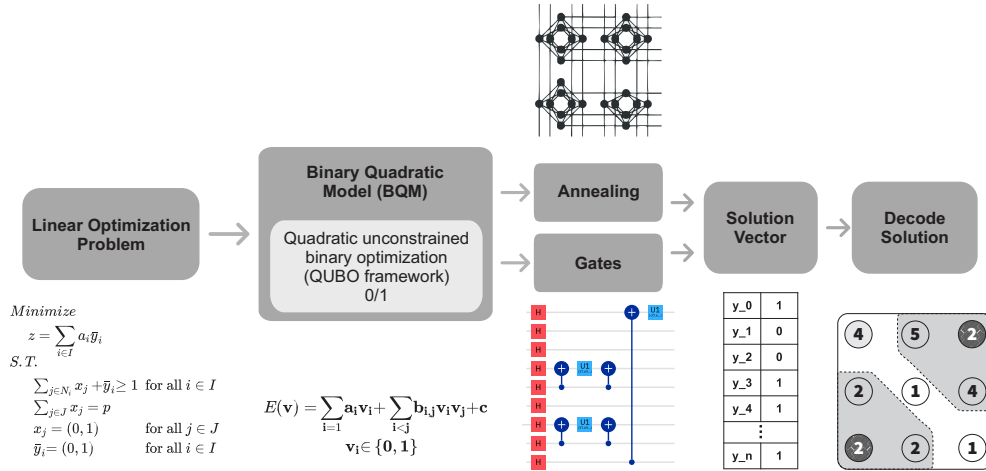 Linear Optimization
Problem
Binary Quadratic
Model (BQM)
Quadratic unconstrained
binary optimization
(QUBO framework)
0/1
Annealing
Gates
Solution
Vector
Decode
Solution
Minimize
z = ∑_{i∈I} a_i ȳ_i
S.T.
∑_{j∈N_i} x_j + ȳ_i ≥ 1 for all i ∈ I
∑_{j∈J} x_j = p
x_j = (0,1) for all j ∈ J
ȳ_i = (0,1) for all i ∈ I
E(v) = ∑_{i=1} a_i v_i + ∑_{i<j} b_{i,j} v_i v_j + c
v_i ∈ {0,1}
H
H
H
H
H
H
H
H
H
U1
U1
U1
y_0 1
y_1 0
y_2 0
y_3 1
y_4 1
⋮
y_n 1
4 5 2
2 1 4
2 2 1